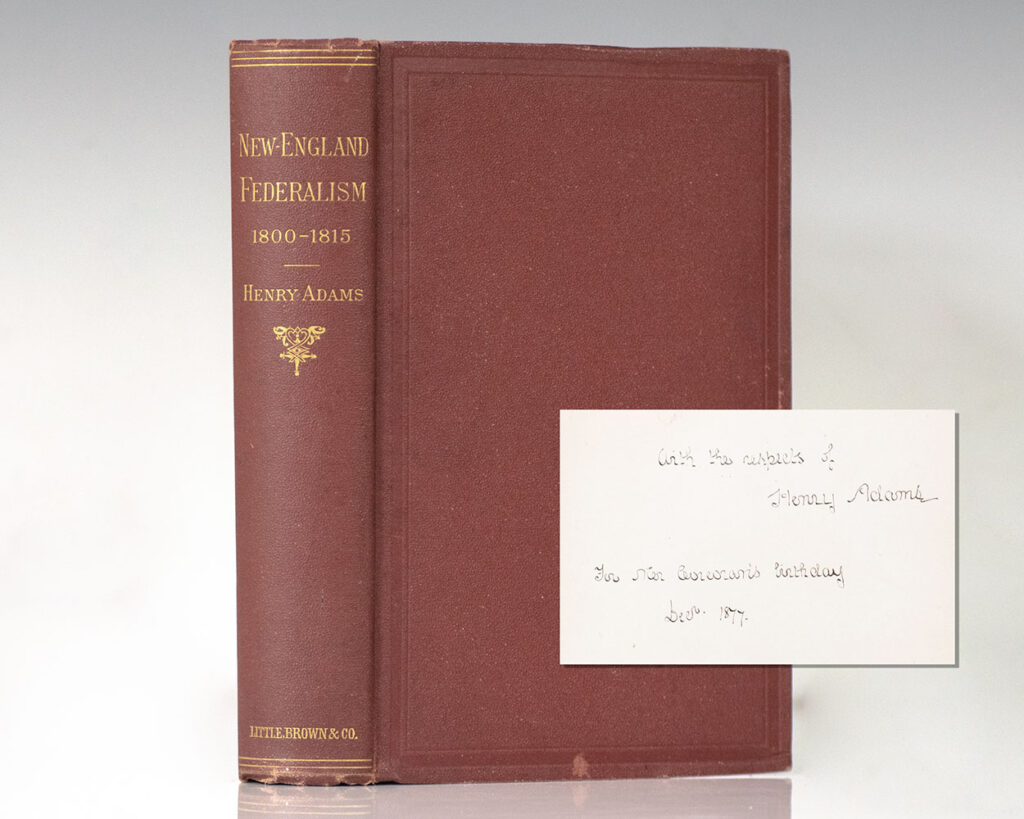 NEW-ENGLAND
FEDERALISM
1800-1815
HENRY ADAMS
LITTLE, BROWN & CO.
With the respects of
Henry Adams
For Mr Corcoran's birthday
Decr. 1877.